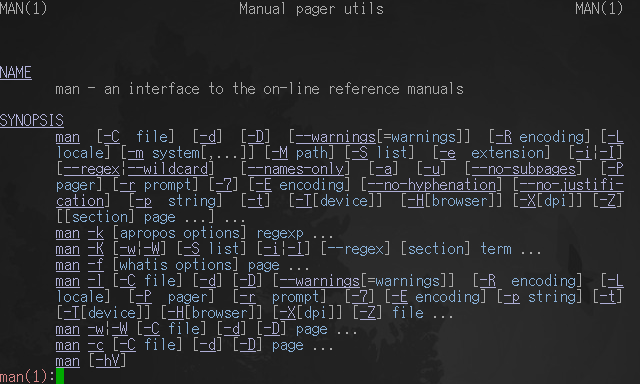 MAN(1) Manual pager utils MAN(1)
NAME
man - an interface to the on-line reference manuals
SYNOPSIS
man [-C file] [-d] [-D] [--warnings[=warnings]] [-R encoding] [-L
locale] [-m system[,...]] [-M path] [-S list] [-e extension] [-i|-I]
[--regex|--wildcard] [--names-only] [-a] [-u] [--no-subpages] [-P
pager] [-r prompt] [-7] [-E encoding] [--no-hyphenation] [--no-justifi-
cation] [-p string] [-t] [-T[device]] [-H[browser]] [-X[dpi]] [-Z]
[[section] page ...] ...
man -k [apropos options] regexp ...
man -K [-w|-W] [-S list] [-i|-I] [--regex] [section] term ...
man -f [whatis options] page ...
man -l [-C file] [-d] [-D] [--warnings[=warnings]] [-R encoding] [-L
locale] [-P pager] [-r prompt] [-7] [-E encoding] [-p string] [-t]
[-T[device]] [-H[browser]] [-X[dpi]] [-Z] file ...
man -w|-W [-C file] [-d] [-D] page ...
man -c [-C file] [-d] [-D] page ...
man [-hV]
man(1):